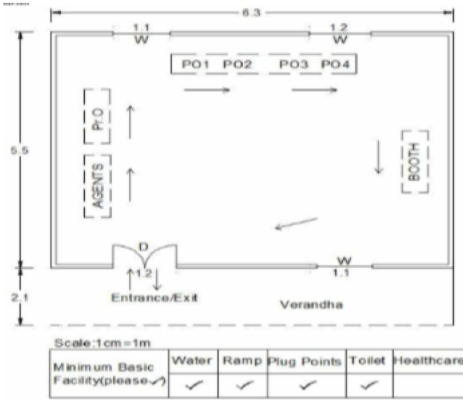 6.3
1.1 1.2
W W
PO1 PO2 PO3 PO4
Pr.O
5.5
AGENTS
BOOTH
D
W
1.2
1.1
2.1
Entrance/Exit
Verandha
Scale:1cm=1m
Minimum Basic Facility(please✓) Water Ramp Plug Points Toilet Healthcare
✓ ✓ ✓ ✓